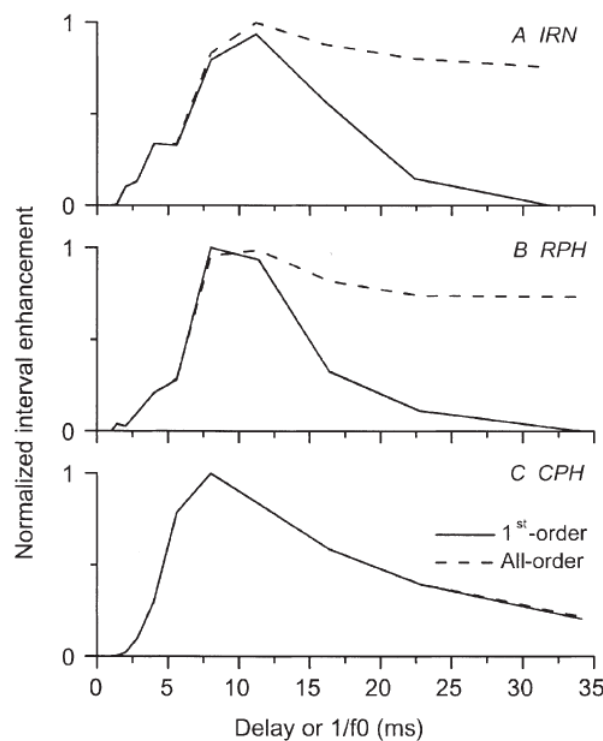 1
A IRN
0
1
B RPH
0
Normalized interval enhancement
1
C CPH
1st-order
All-order
0
0 5 10 15 20 25 30 35
Delay or 1/f0 (ms)